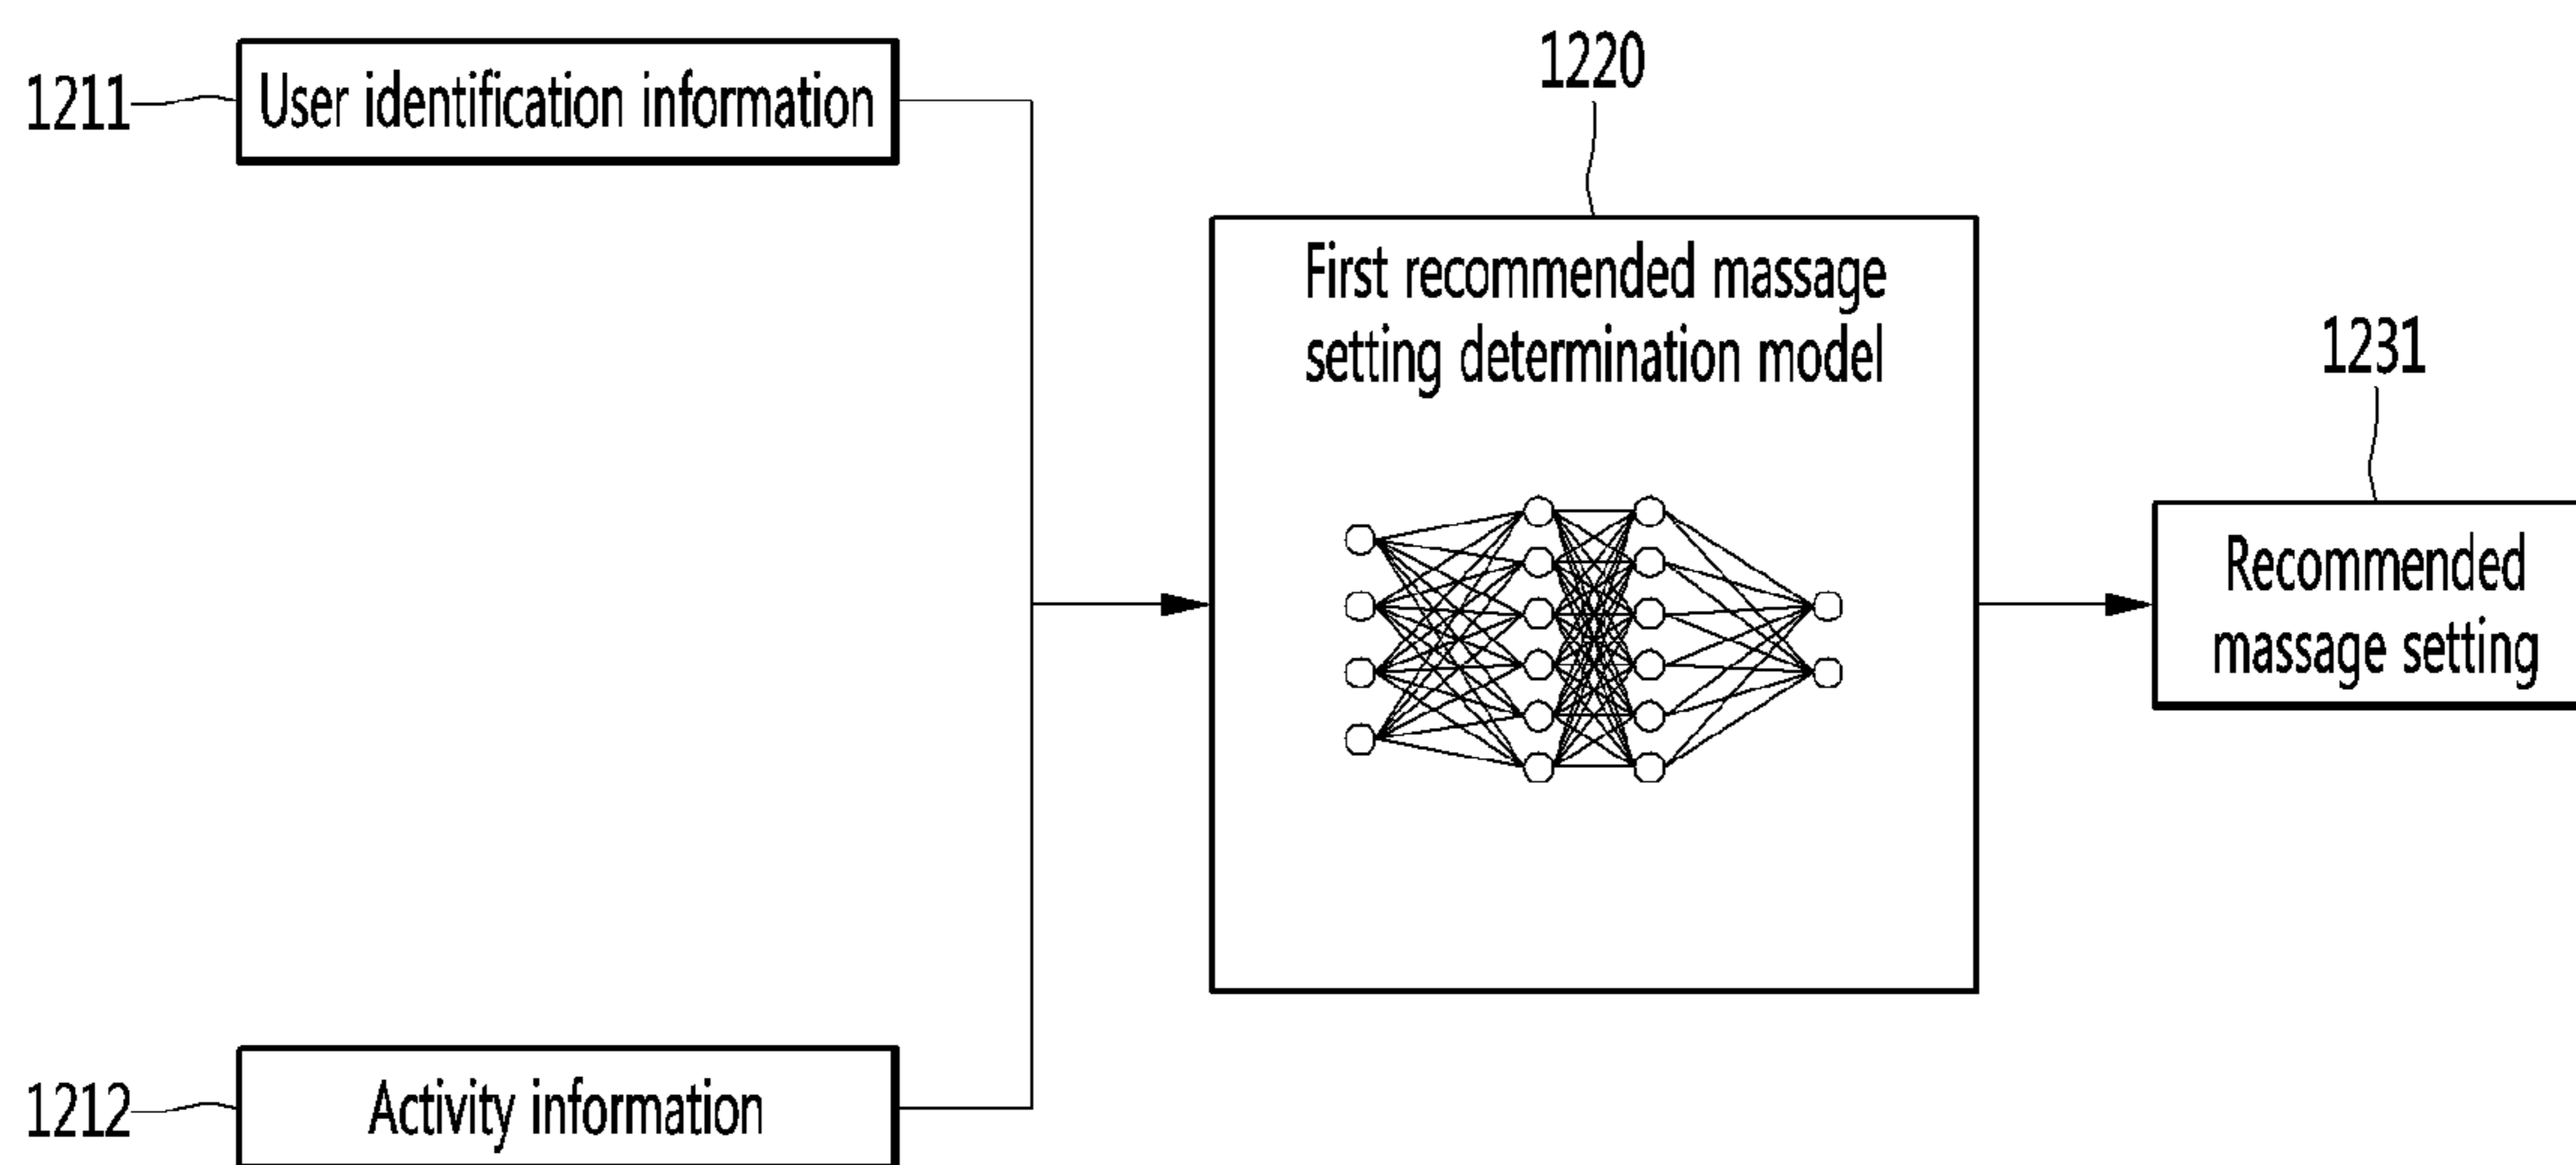 1211
User identification information
1220
First recommended massage
setting determination model
1231
Recommended
massage setting
1212
Activity information